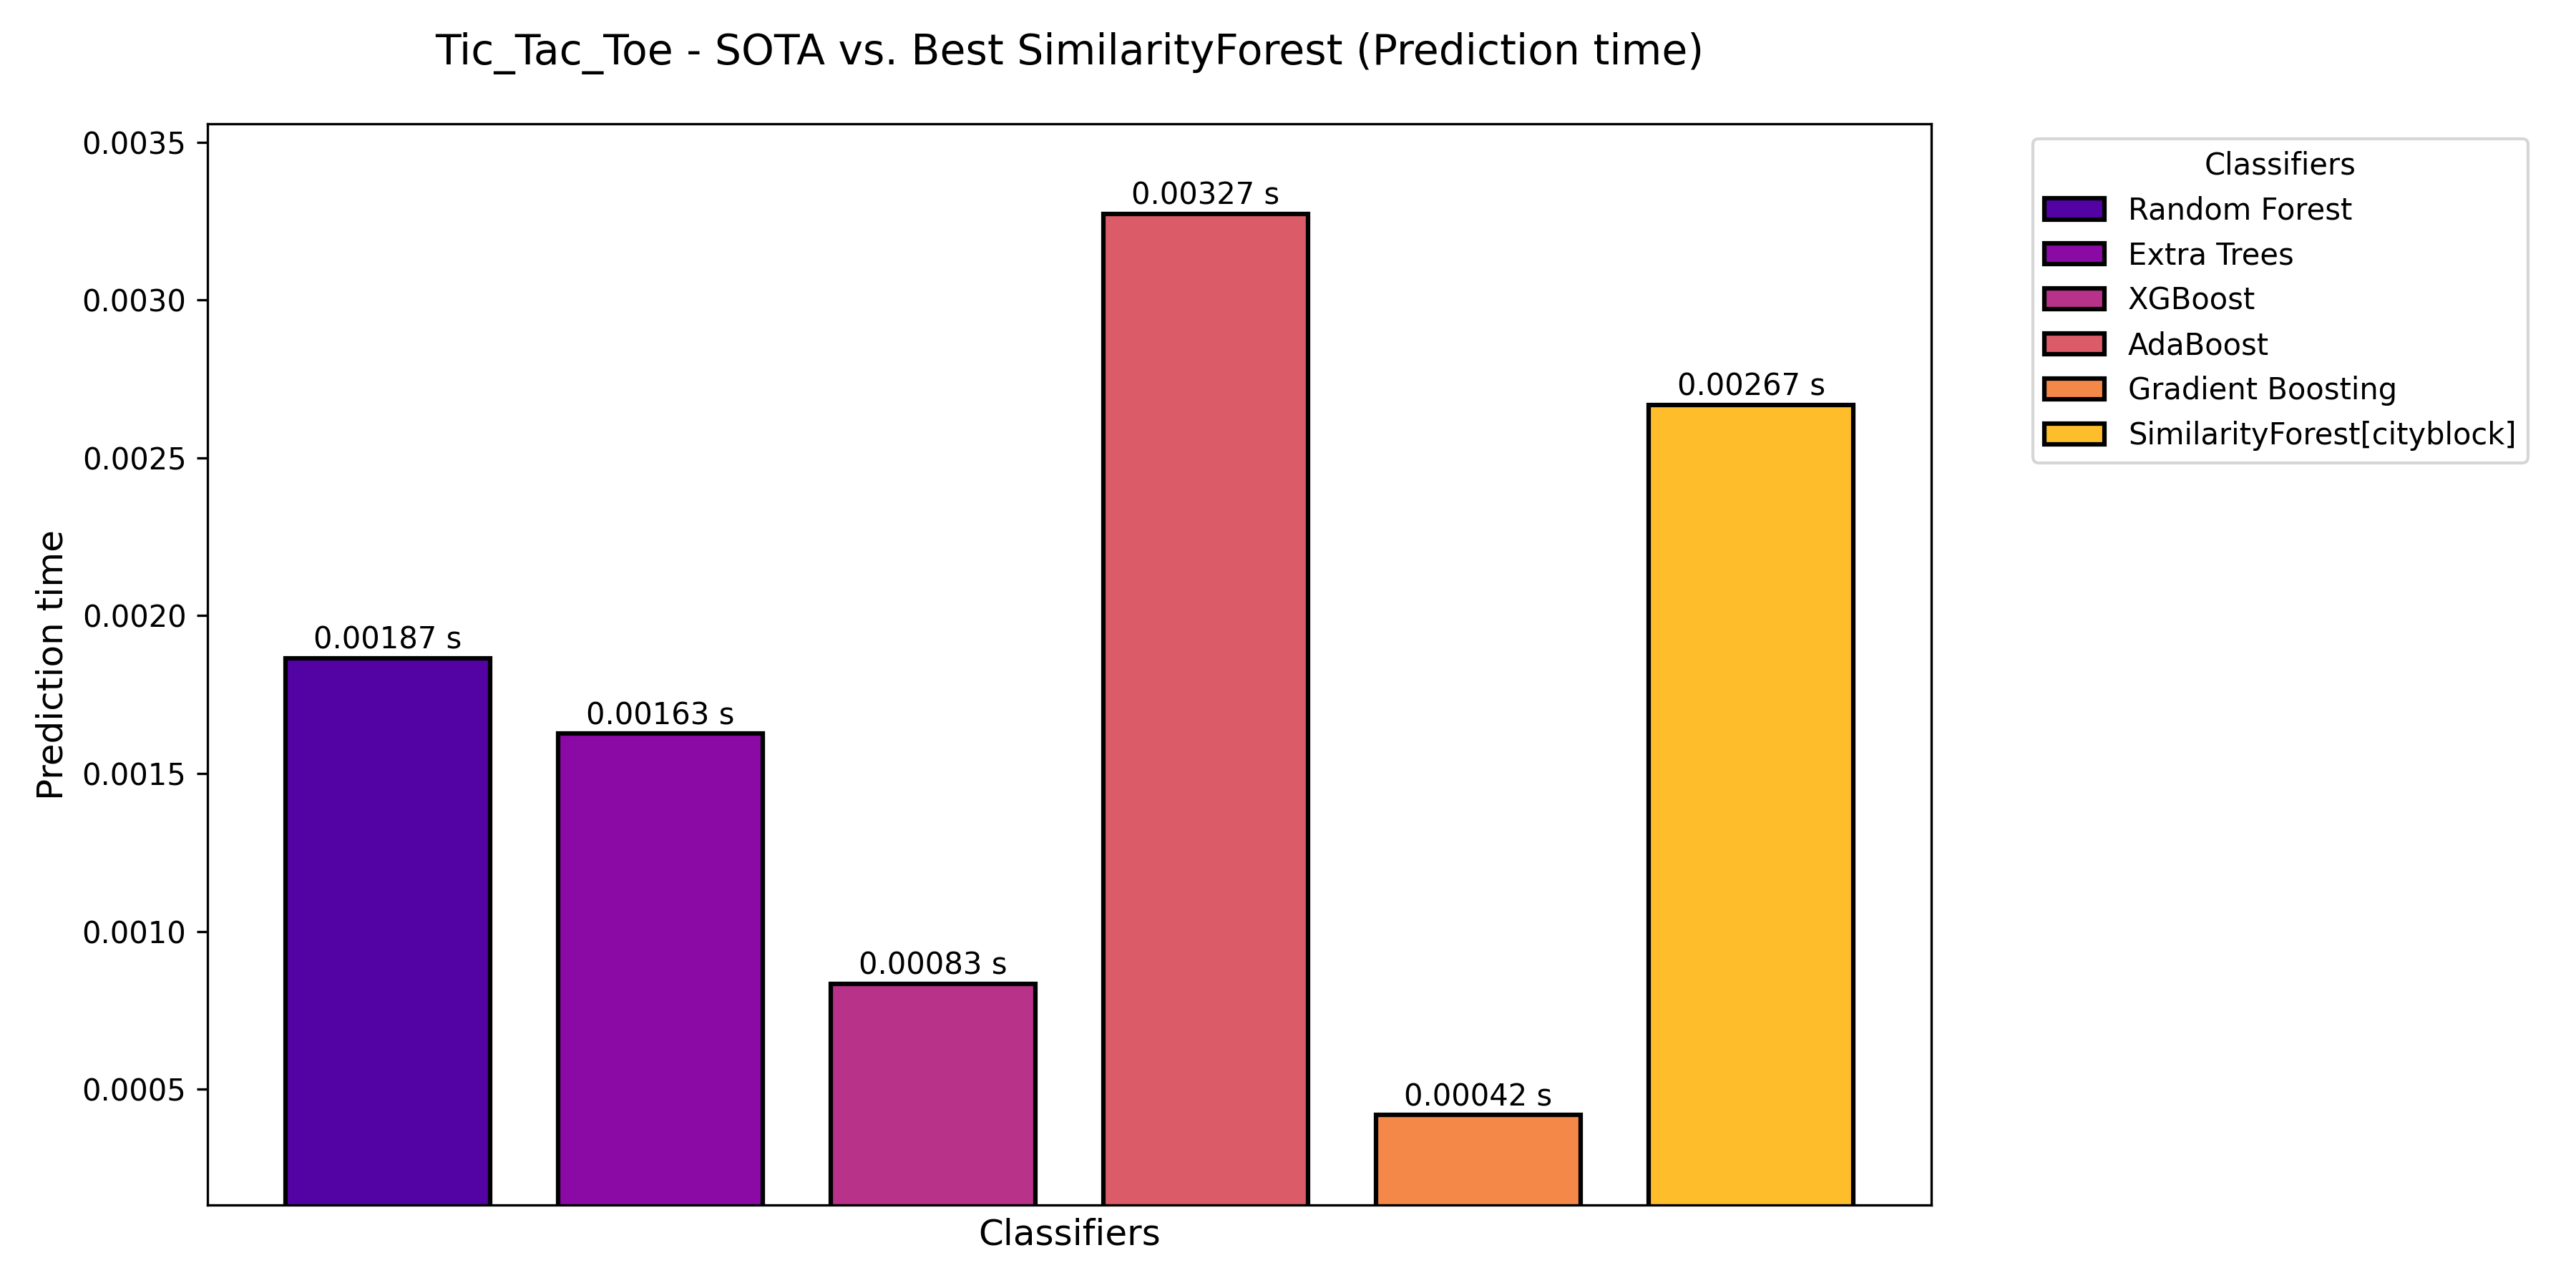 Tic_Tac_Toe - SOTA vs. Best SimilarityForest (Prediction time)
Prediction time
0.0035
0.0030
0.0025
0.0020
0.0015
0.0010
0.0005
0.00187 s
0.00163 s
0.00083 s
0.00327 s
0.00042 s
0.00267 s
Classifiers
Classifiers
Random Forest
Extra Trees
XGBoost
AdaBoost
Gradient Boosting
SimilarityForest[cityblock]